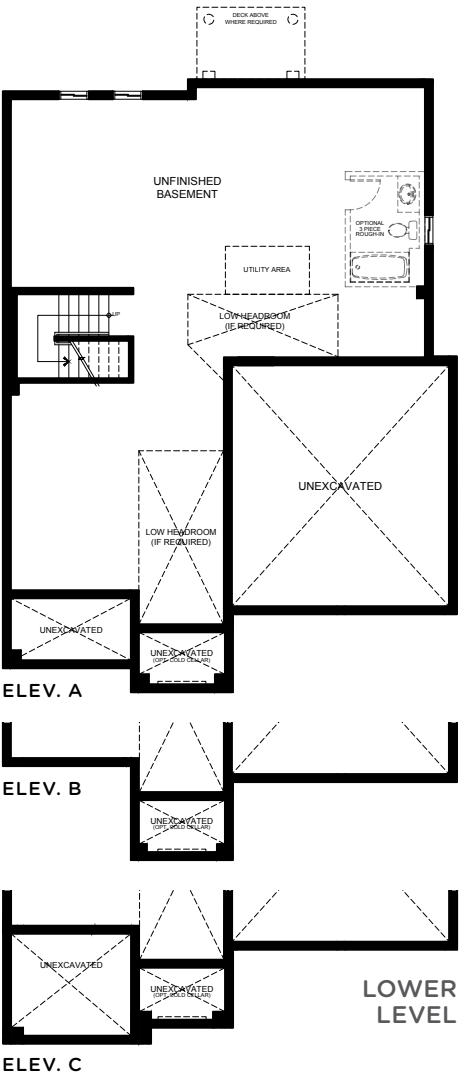 DECK ABOVE
WHERE REQUIRED
UNFINISHED
BASEMENT
OPTIONAL
3 PIECE
ROUGH-IN
UTILITY AREA
UP
LOW HEADROOM
(IF REQUIRED)
UNEXCAVATED
LOW HEADROOM
(IF REQUIRED)
UNEXCAVATED
UNEXCAVATED
(OPT. COLD CELLAR)
ELEV. A
ELEV. B
UNEXCAVATED
(OPT. COLD CELLAR)
UNEXCAVATED
UNEXCAVATED
(OPT. COLD CELLAR)
LOWER
LEVEL
ELEV. C